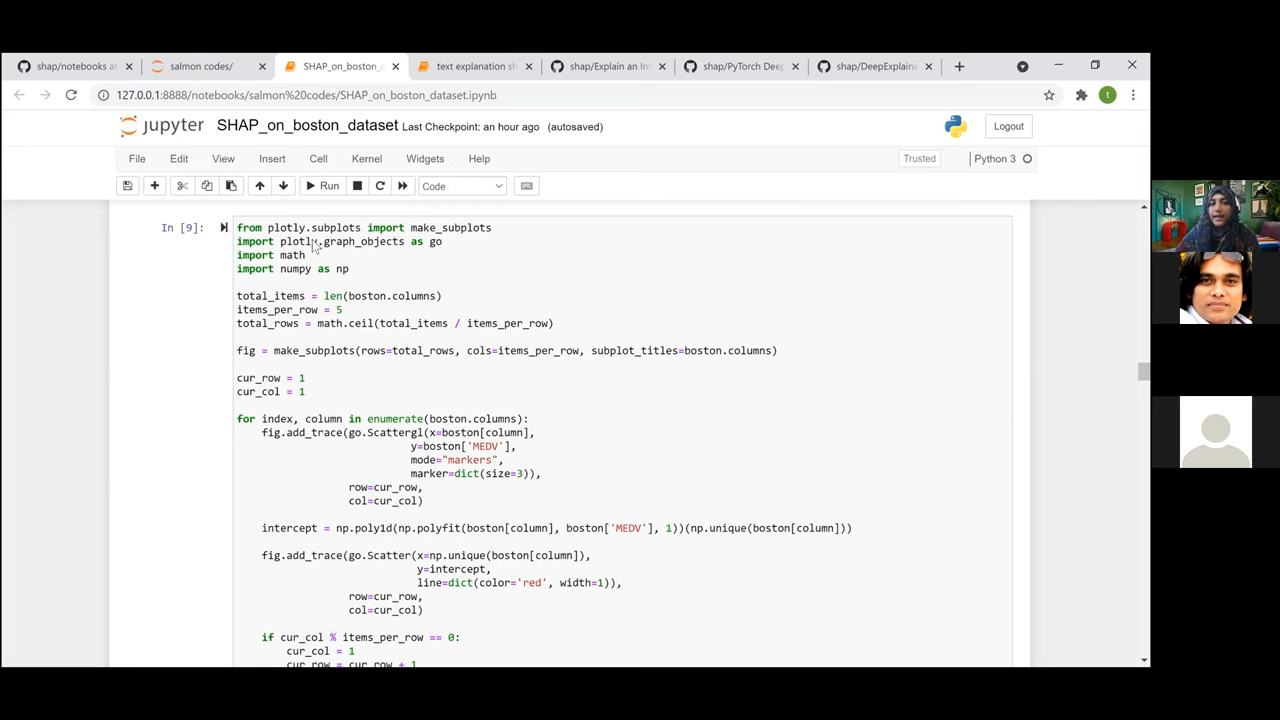 shap/notebooks at
salmon codes/
SHAP_on_boston_d
text explanation sh
shap/Explain an Int
shap/PyTorch Deep
shap/DeepExplaine
127.0.0.1:8888/notebooks/salmon%20codes/SHAP_on_boston_dataset.ipynb
t
jupyter SHAP_on_boston_dataset Last Checkpoint: an hour ago (autosaved)
Logout
File Edit View Insert Cell Kernel Widgets Help
Trusted
Python 3
Run
Code
In [9]:
from plotly.subplots import make_subplots
import plotly.graph_objects as go
import math
import numpy as np
total_items = len(boston.columns)
items_per_row = 5
total_rows = math.ceil(total_items / items_per_row)
fig = make_subplots(rows=total_rows, cols=items_per_row, subplot_titles=boston.columns)
cur_row = 1
cur_col = 1
for index, column in enumerate(boston.columns):
fig.add_trace(go.Scattergl(x=boston[column],
y=boston['MEDV'],
mode="markers",
marker=dict(size=3)),
row=cur_row,
col=cur_col)
intercept = np.poly1d(np.polyfit(boston[column], boston['MEDV'], 1))(np.unique(boston[column]))
fig.add_trace(go.Scatter(x=np.unique(boston[column]),
y=intercept,
line=dict(color='red', width=1)),
row=cur_row,
col=cur_col)
if cur_col % items_per_row == 0:
cur_col = 1
cur_row = cur_row + 1